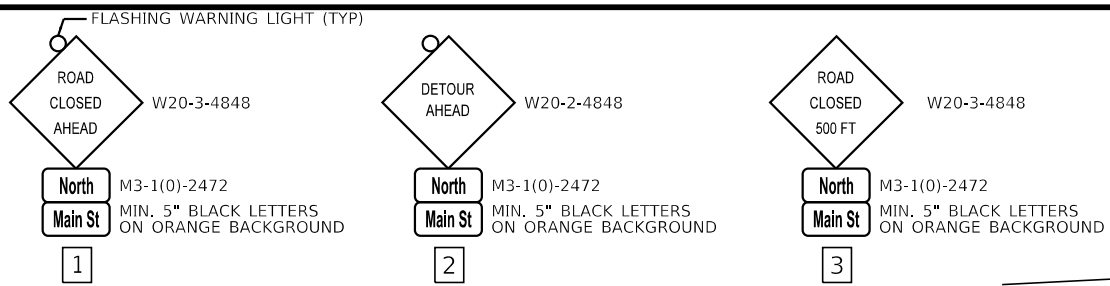 FLASHING WARNING LIGHT (TYP)
ROAD
CLOSED
AHEAD
W20-3-4848
North
M3-1(0)-2472
Main St
MIN. 5" BLACK LETTERS
ON ORANGE BACKGROUND
1
DETOUR
AHEAD
W20-2-4848
North
M3-1(0)-2472
Main St
MIN. 5" BLACK LETTERS
ON ORANGE BACKGROUND
2
ROAD
CLOSED
500 FT
W20-3-4848
North
M3-1(0)-2472
Main St
MIN. 5" BLACK LETTERS
ON ORANGE BACKGROUND
3